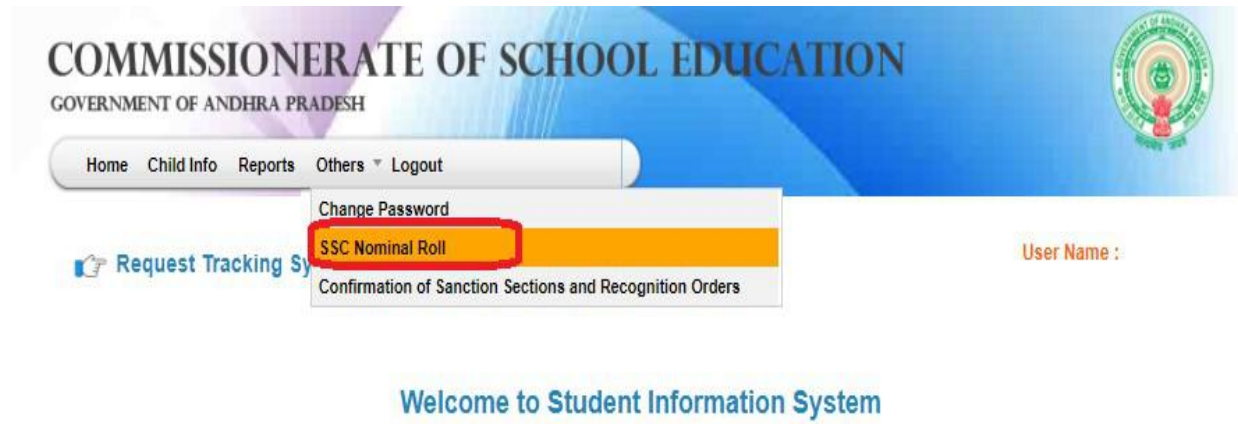 COMMISSIONERATE OF SCHOOL EDUCATION
GOVERNMENT OF ANDHRA PRADESH
Home Child Info Reports Others Logout
Change Password
SSC Nominal Roll
Confirmation of Sanction Sections and Recognition Orders
Request Tracking Sy
User Name :
Welcome to Student Information System